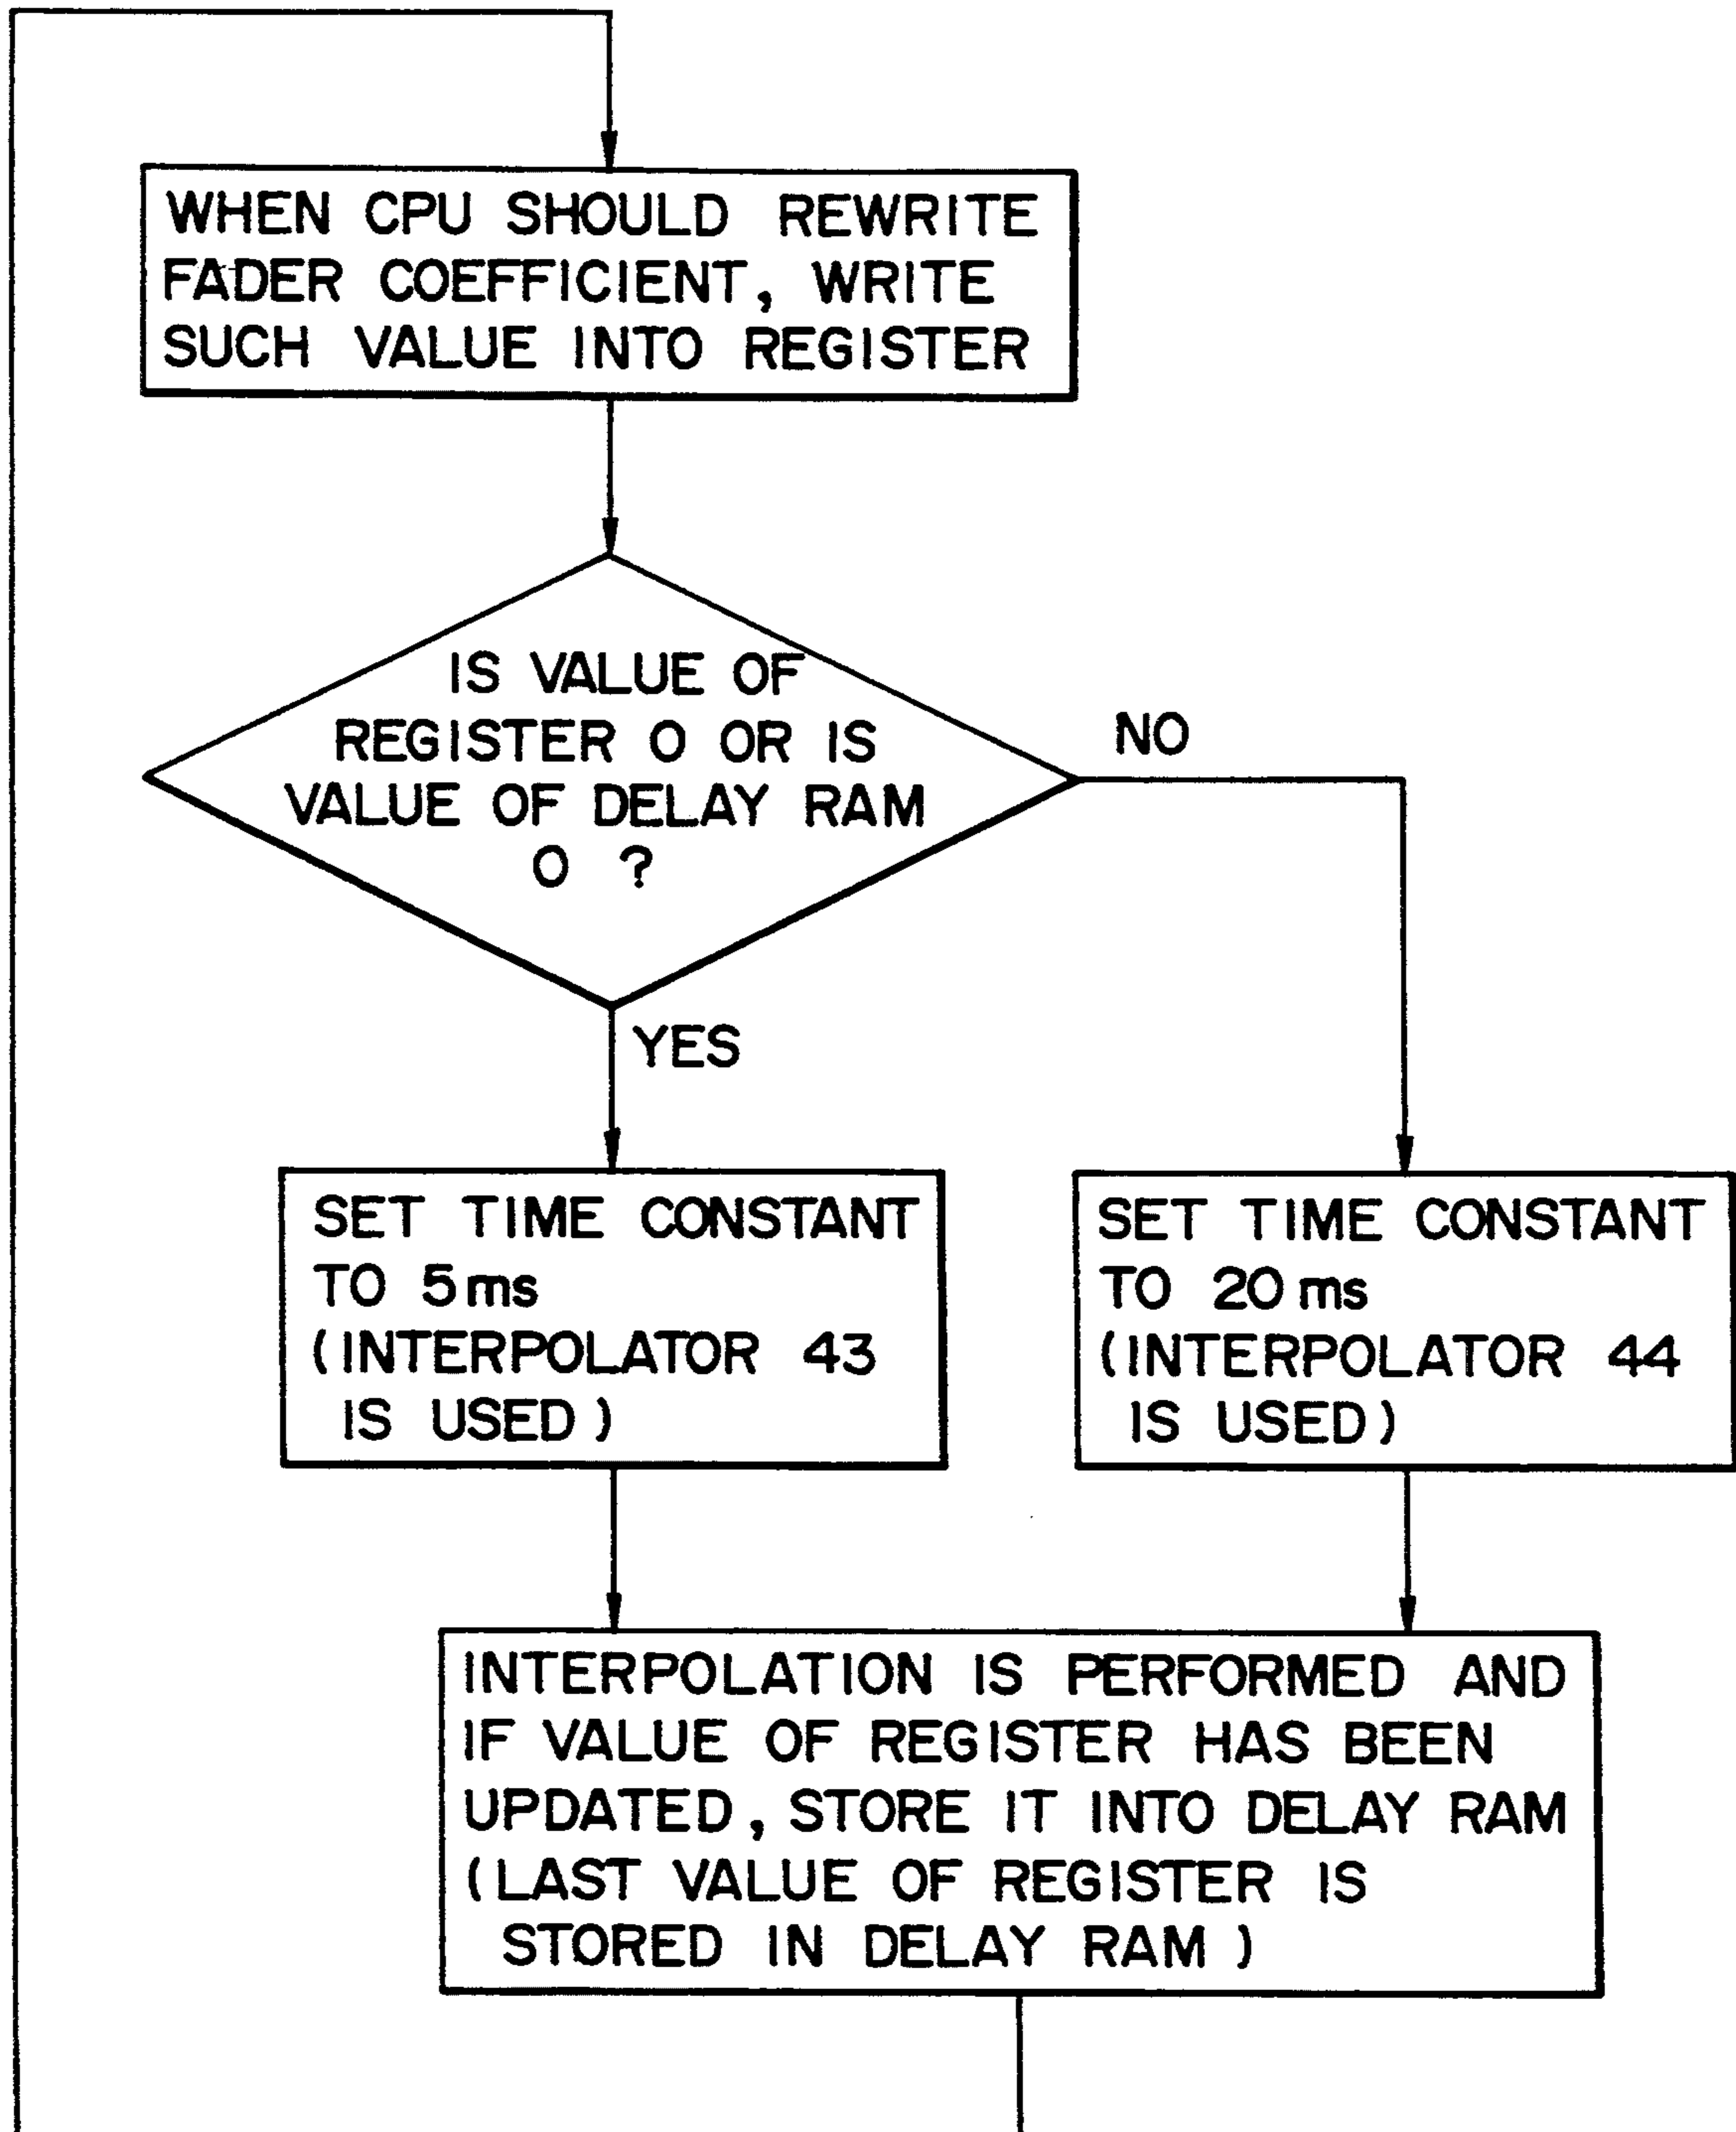 WHEN CPU SHOULD REWRITE
FADER COEFFICIENT, WRITE
SUCH VALUE INTO REGISTER
IS VALUE OF
REGISTER 0 OR IS
VALUE OF DELAY RAM
0 ?
NO
YES
SET TIME CONSTANT
TO 5ms
(INTERPOLATOR 43
IS USED)
SET TIME CONSTANT
TO 20ms
(INTERPOLATOR 44
IS USED)
INTERPOLATION IS PERFORMED AND
IF VALUE OF REGISTER HAS BEEN
UPDATED, STORE IT INTO DELAY RAM
(LAST VALUE OF REGISTER IS
STORED IN DELAY RAM)